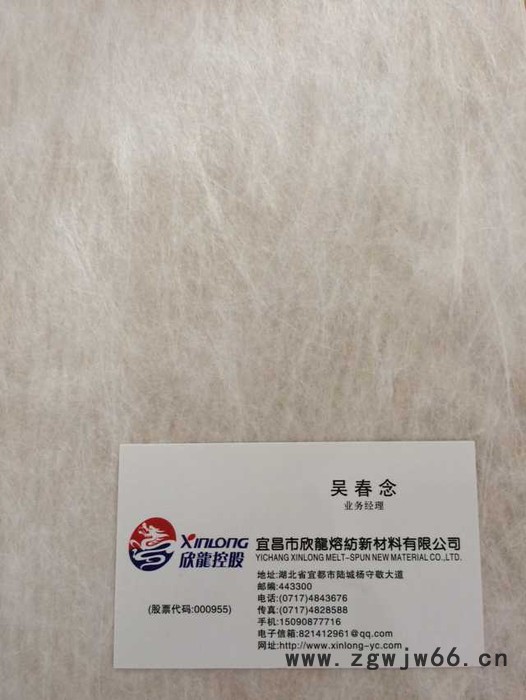 吴春念
业务经理
XINLONG
欣龍控股
(股票代码:000955)
宜昌市欣龍熔紡新材料有限公司
YICHANG XINLONG MELT-SPUN NEW MATERIAL CO.,LTD.
地址:湖北省宜都市陆城杨守敬大道
邮编:443300
电话:(0717)4843676
传真:(0717)4828588
手机:15090877716
电子信箱:821412961@qq.com
网址:http://www.xinlong-yc.com
www.zgwjw66.cn